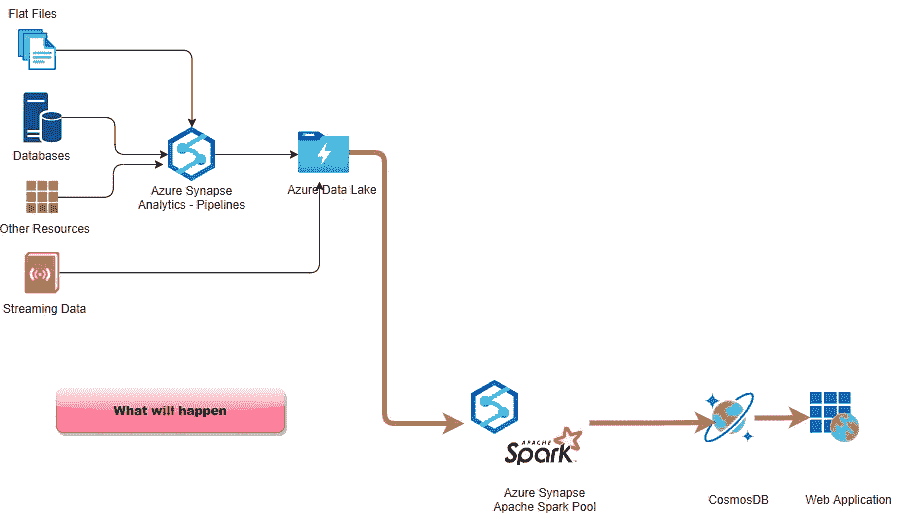 Flat Files
Databases
Azure Synapse
Analytics - Pipelines
Azure Data Lake
Other Resources
Streaming Data
What will happen
APACHE
Spark
Azure Synapse
Apache Spark Pool
CosmosDB
Web Application